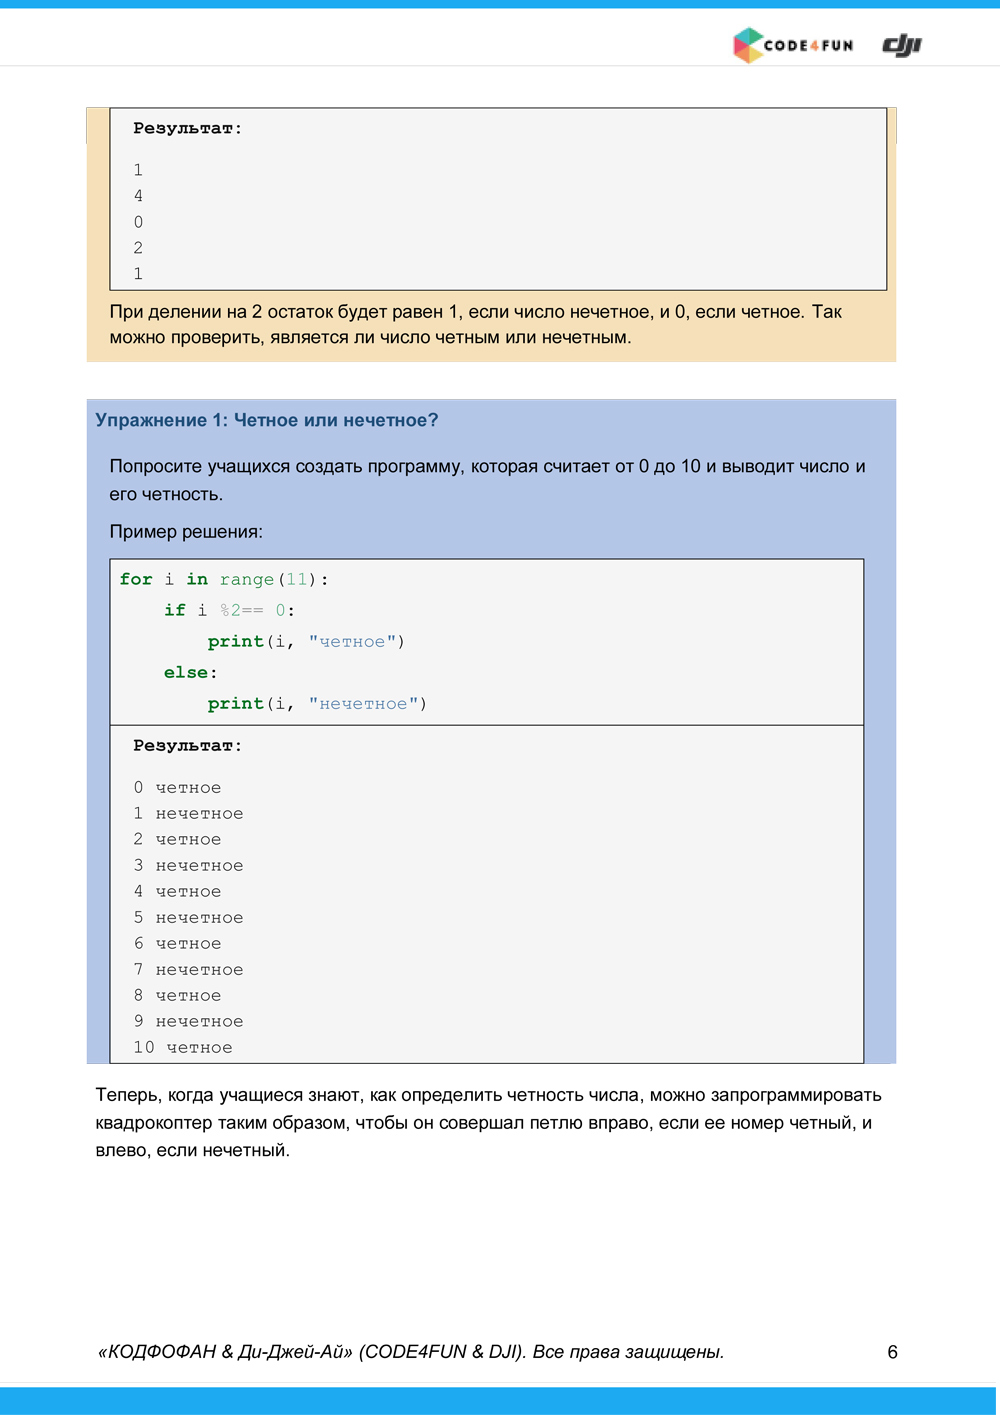 CODE4FUN dji
Результат:
1
4
0
2
1
При делении на 2 остаток будет равен 1, если число нечетное, и 0, если четное. Так
можно проверить, является ли число четным или нечетным.
Упражнение 1: Четное или нечетное?
Попросите учащихся создать программу, которая считает от 0 до 10 и выводит число и
его четность.
Пример решения:
for i in range(11):
    if i %2== 0:
        print(i, "четное")
    else:
        print(i, "нечетное")
Результат:
0 четное
1 нечетное
2 четное
3 нечетное
4 четное
5 нечетное
6 четное
7 нечетное
8 четное
9 нечетное
10 четное
Теперь, когда учащиеся знают, как определить четность числа, можно запрограммировать
квадрокоптер таким образом, чтобы он совершал петлю вправо, если ее номер четный, и
влево, если нечетный.
«КОДФОФАН & Ди-Джей-Ай» (CODE4FUN & DJI). Все права защищены. 6